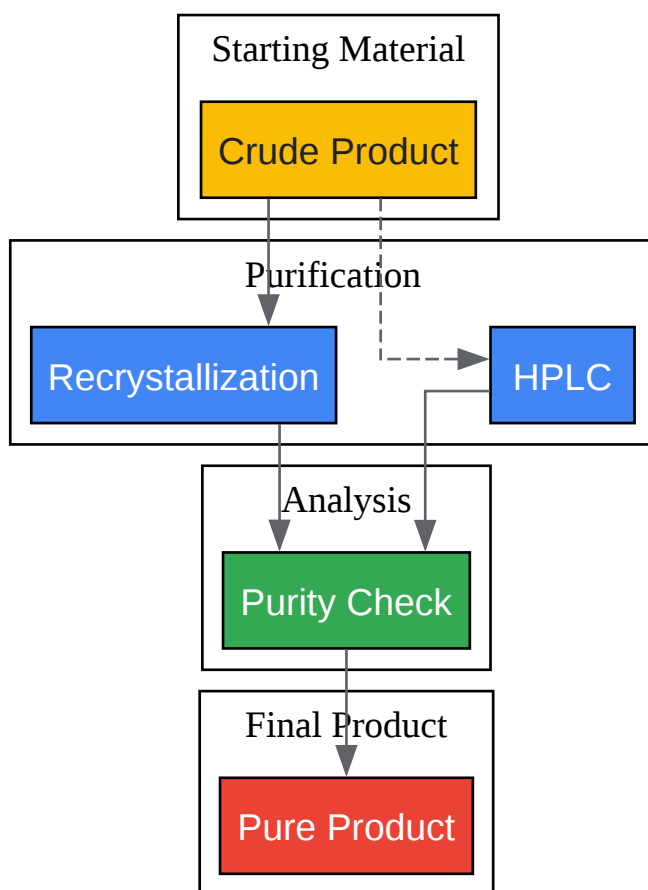 Starting Material
Crude Product
Purification
Recrystallization
HPLC
Analysis
Purity Check
Final Product
Pure Product